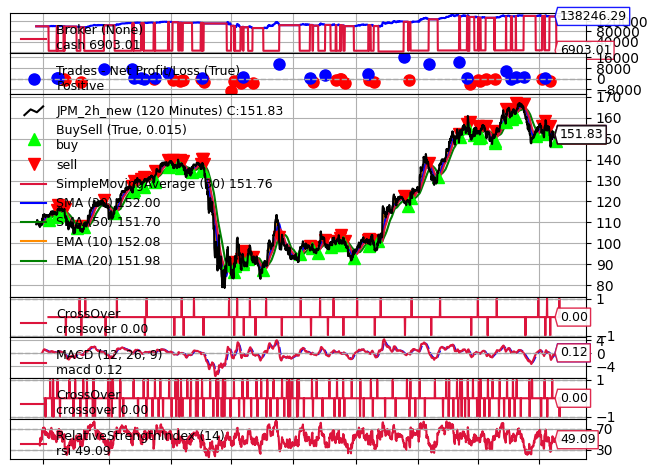 138246.29
80000
Broker (None)
cash 6903.01
6903.01
16000
Trades - Net Profit/Loss (True)
8000
0
Positive
−8000
170
JPM_2h_new (120 Minutes) C:151.83
160
BuySell (True, 0.015)
buy
150
151.83
sell
140
SimpleMovingAverage (30) 151.76
130
152.00
120
SMA (50) 151.70
110
EMA (10) 152.08
100
EMA (20) 151.98
90
80
1
CrossOver
0.00
crossover 0.00
−1
4
MACD (12, 26, 9)
0.12
0
macd 0.12
−4
1
CrossOver
0.00
crossover 0.00
−1
RelativeStrengthIndex (14)
70
49.09
rsi 49.09
30